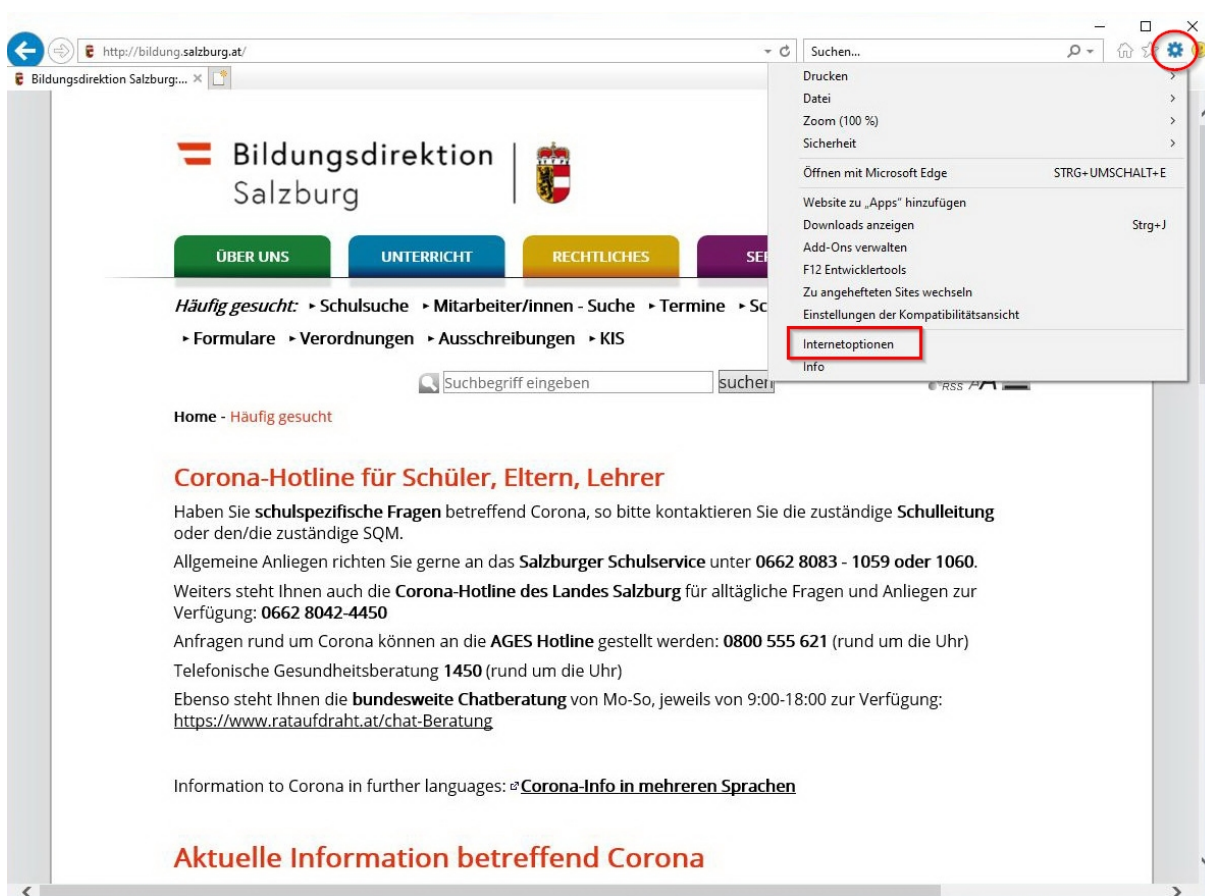 http://bildung.salzburg.at/
Suchen...
Bildungsdirektion Salzburg:...
Drucken
Datei
Zoom (100 %)
Sicherheit
Öffnen mit Microsoft Edge STRG+UMSCHALT+E
Website zu „Apps“ hinzufügen
Downloads anzeigen Strg+J
Add-Ons verwalten
F12 Entwicklertools
Zu angehefteten Sites wechseln
Einstellungen der Kompatibilitätsansicht
Internetoptionen
Info
Bildungsdirektion
Salzburg
ÜBER UNS UNTERRICHT RECHTLICHES SE
Häufig gesucht: ▸ Schulsuche ▸ Mitarbeiter/innen - Suche ▸ Termine ▸ Sc
▸ Formulare ▸ Verordnungen ▸ Ausschreibungen ▸ KIS
Suchbegriff eingeben suchen RSS AA
Home - Häufig gesucht
Corona-Hotline für Schüler, Eltern, Lehrer
Haben Sie schulspezifische Fragen betreffend Corona, so bitte kontaktieren Sie die zuständige Schulleitung
oder den/die zuständige SQM.
Allgemeine Anliegen richten Sie gerne an das Salzburger Schulservice unter 0662 8083 - 1059 oder 1060.
Weiters steht Ihnen auch die Corona-Hotline des Landes Salzburg für alltägliche Fragen und Anliegen zur
Verfügung: 0662 8042-4450
Anfragen rund um Corona können an die AGES Hotline gestellt werden: 0800 555 621 (rund um die Uhr)
Telefonische Gesundheitsberatung 1450 (rund um die Uhr)
Ebenso steht Ihnen die bundesweite Chatberatung von Mo-So, jeweils von 9:00-18:00 zur Verfügung:
https://www.rataufdraht.at/chat-Beratung
Information to Corona in further languages: Corona-Info in mehreren Sprachen
Aktuelle Information betreffend Corona